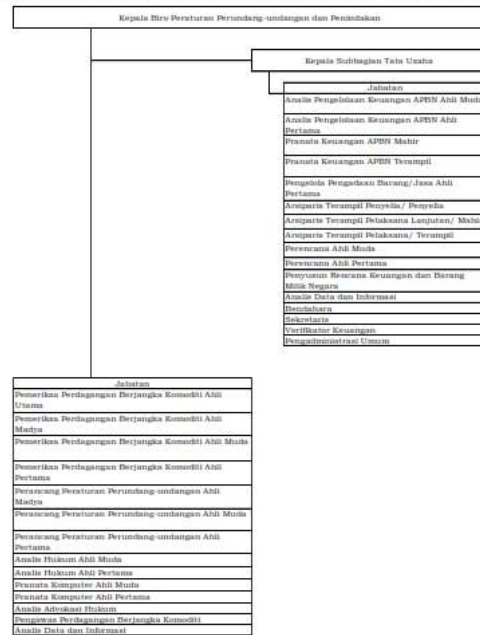 Kepala Biro Peraturan Perundang-undangan dan Penindakan
Kepala Subbagian Tata Usaha
Jabatan
Analis Pengelolaan Keuangan APBN Ahli Muda
Analis Pengelolaan Keuangan APBN Ahli
Pertama
Pranata Keuangan APBN Mahir
Pranata Keuangan APBN Terampil
Pengelola Pengadaan Barang/Jasa Ahli
Pertama
Arsiparis Terampil Penyelia/ Penyelia
Arsiparis Terampil Pelaksana Lanjutan/ Mahir
Arsiparis Terampil Pelaksana/ Terampil
Perencana Ahli Muda
Perencana Ahli Pertama
Penyusun Rencana Keuangan dan Barang
Milik Negara
Analis Data dan Informasi
Bendahara
Sekretaris
Verifikator Keuangan
Pengadministrasi Umum
Jabatan
Pemeriksa Perdagangan Berjangka Komoditi Ahli
Utama
Pemeriksa Perdagangan Berjangka Komoditi Ahli
Madya
Pemeriksa Perdagangan Berjangka Komoditi Ahli Muda
Pemeriksa Perdagangan Berjangka Komoditi Ahli
Pertama
Perancang Peraturan Perundang-undangan Ahli
Madya
Perancang Peraturan Perundang-undangan Ahli Muda
Perancang Peraturan Perundang-undangan Ahli
Pertama
Analis Hukum Ahli Muda
Analis Hukum Ahli Pertama
Pranata Komputer Ahli Muda
Pranata Komputer Ahli Pertama
Analis Advokasi Hukum
Pengawas Perdagangan Berjangka Komoditi
Analis Data dan Informasi